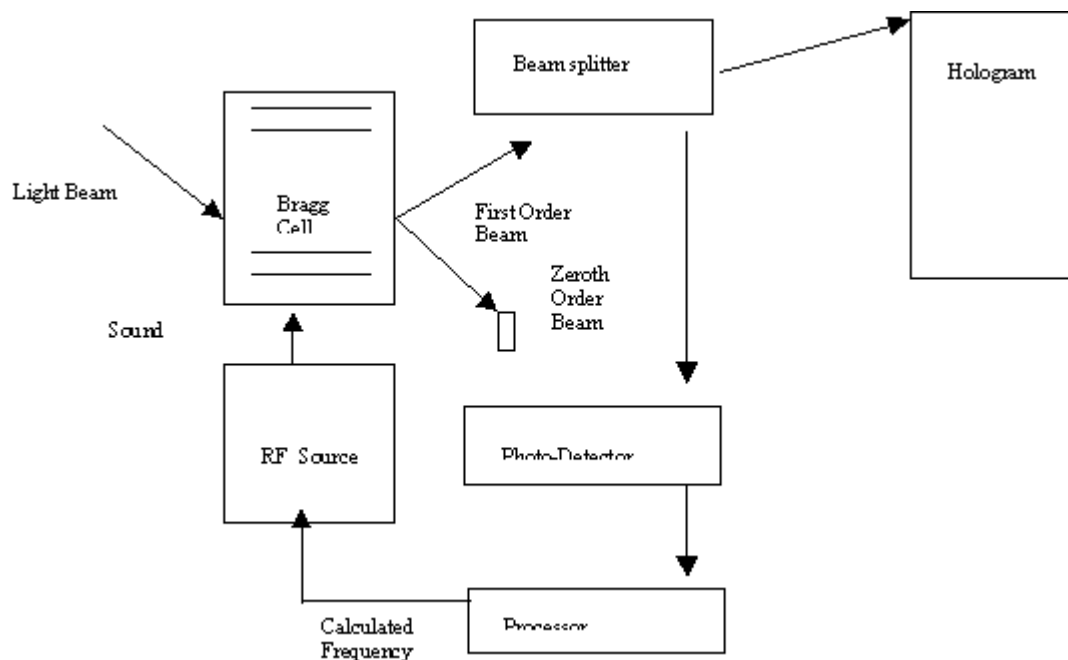 Beam splitter
Hologram
Light Beam
Bragg
Cell
First Order
Beam
Zeroth
Order
Beam
Sound
RF Source
Photo-Detector
Calculated
Frequency
Processor